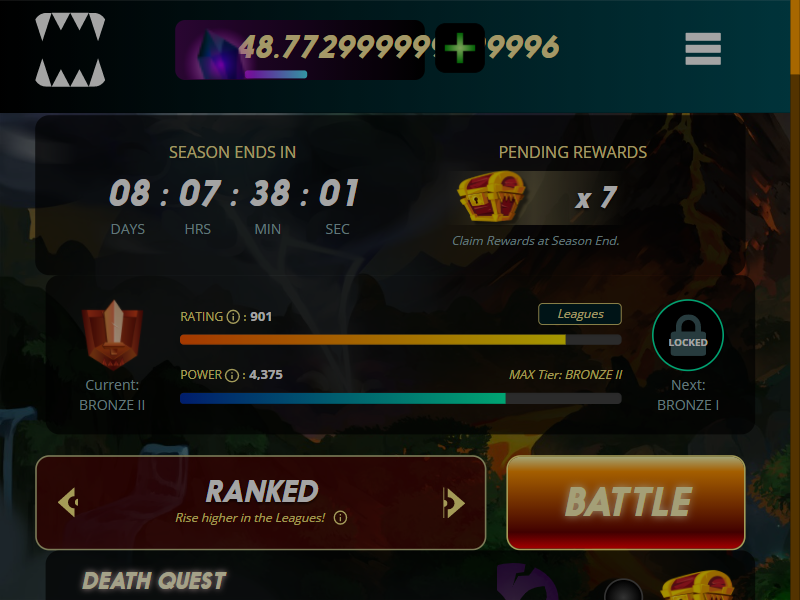 48.772999999
9996
SEASON ENDS IN
PENDING REWARDS
08 : 07 : 38 : 01
x 7
DAYS HRS MIN SEC
Claim Rewards at Season End.
RATING : 901
Leagues
LOCKED
POWER : 4,375
MAX Tier: BRONZE II
Current:
BRONZE II
Next:
BRONZE I
RANKED
Rise higher in the Leagues!
BATTLE
DEATH QUEST